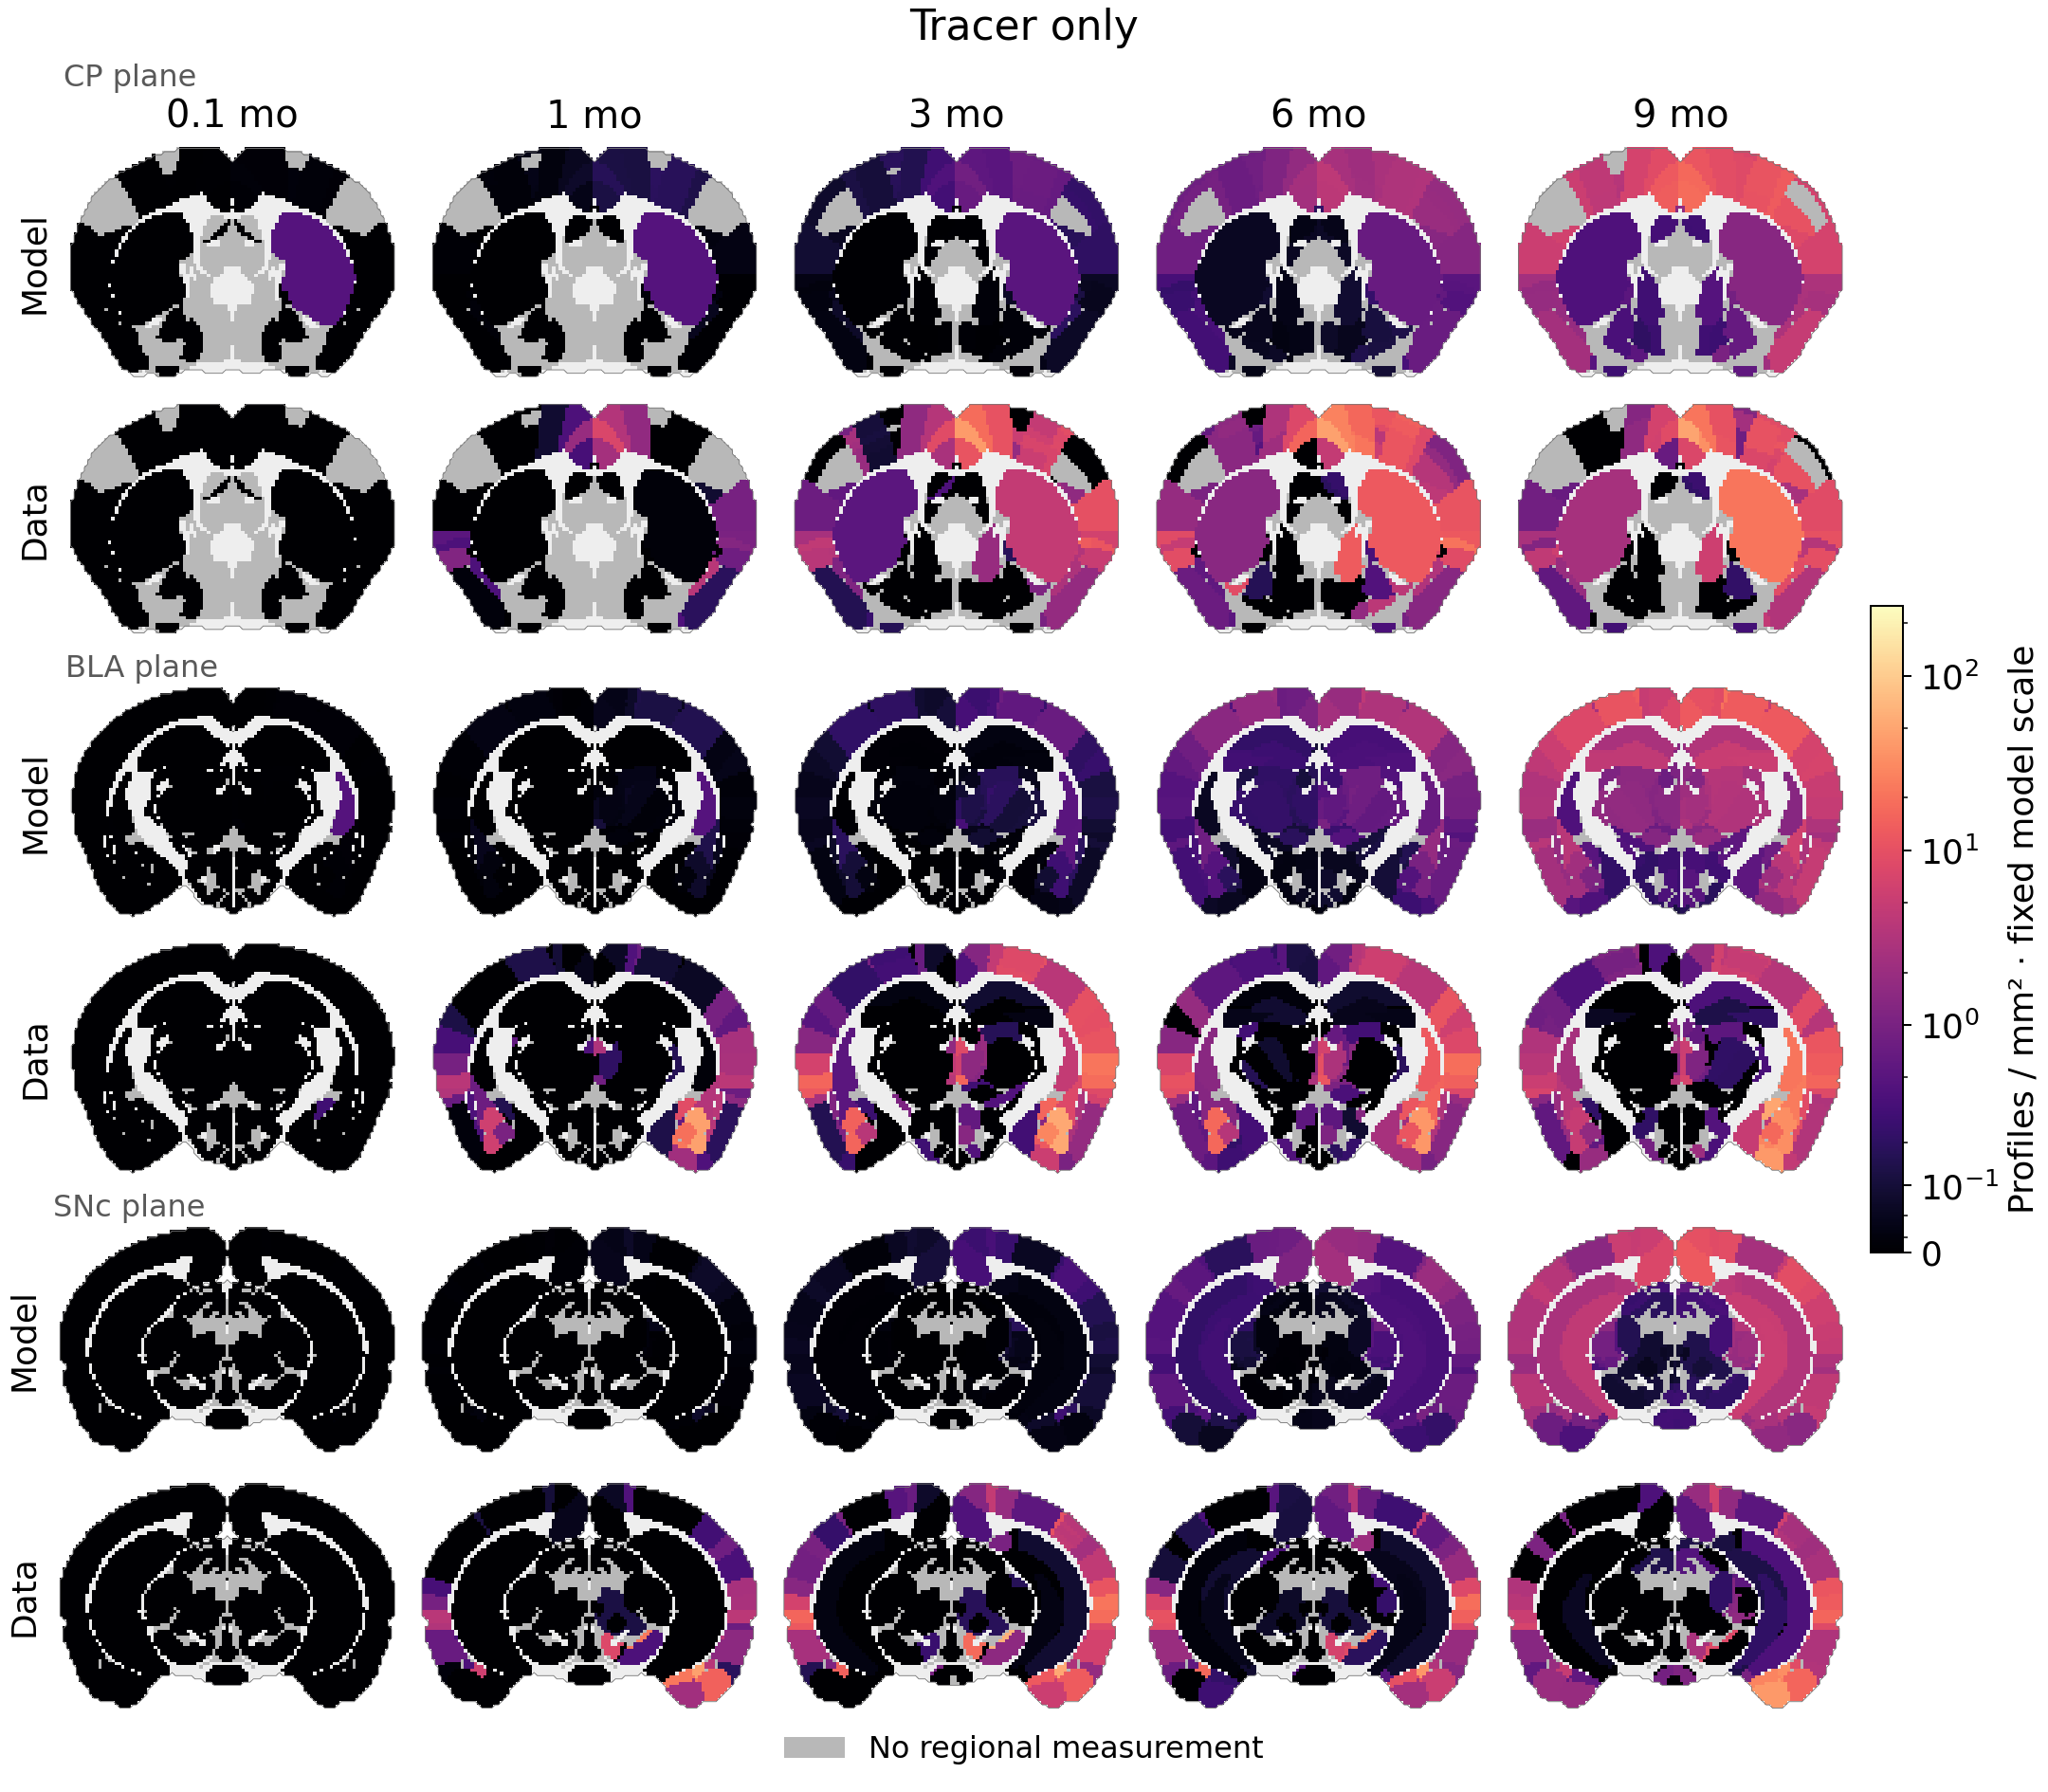 Tracer only
CP plane
0.1 mo 1 mo 3 mo 6 mo 9 mo
Model
Data
BLA plane
Model
Data
SNc plane
Model
Data
10²
10¹
10⁰
10⁻¹
0
Profiles / mm² · fixed model scale
No regional measurement